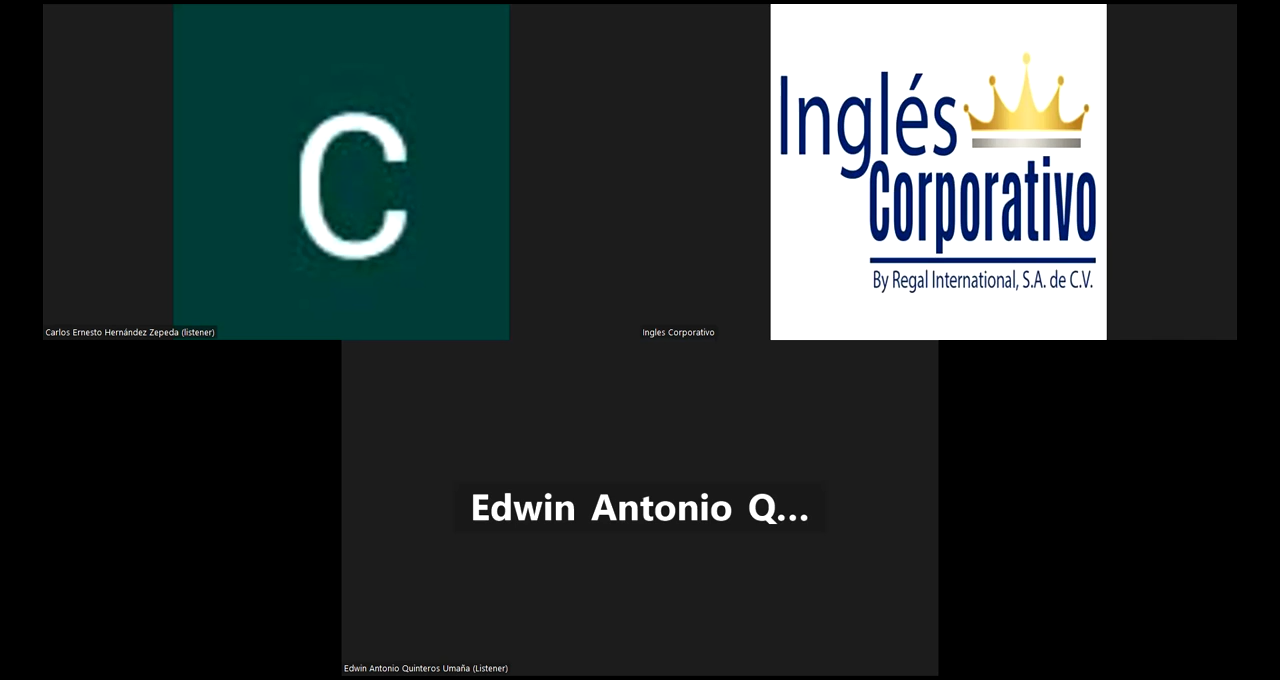 C
Carlos Ernesto Hernández Zepeda (listener)
Inglés
Corporativo
By Regal International, S.A. de C.V.
Ingles Corporativo
Edwin Antonio Q...
Edwin Antonio Quinteros Umaña (Listener)